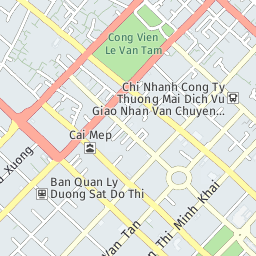 Cong Vien
Le Van Tam
Chi Nhanh Cong Ty
Thuong Mai Dich Vu
Giao Nhan Van Chuyen...
Cai Mep
Xuong
Ban Quan Ly
Duong Sat Do Thi
Thi Minh Khai
Van Tan